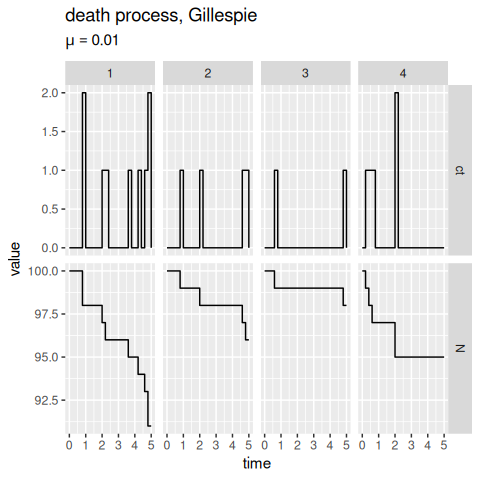 death process, Gillespie
μ = 0.01
1 2 3 4
2.0
1.5
1.0
0.5
0.0
ct
value
100.0
97.5
95.0
92.5
N
0 1 2 3 4 5 0 1 2 3 4 5 0 1 2 3 4 5 0 1 2 3 4 5
time